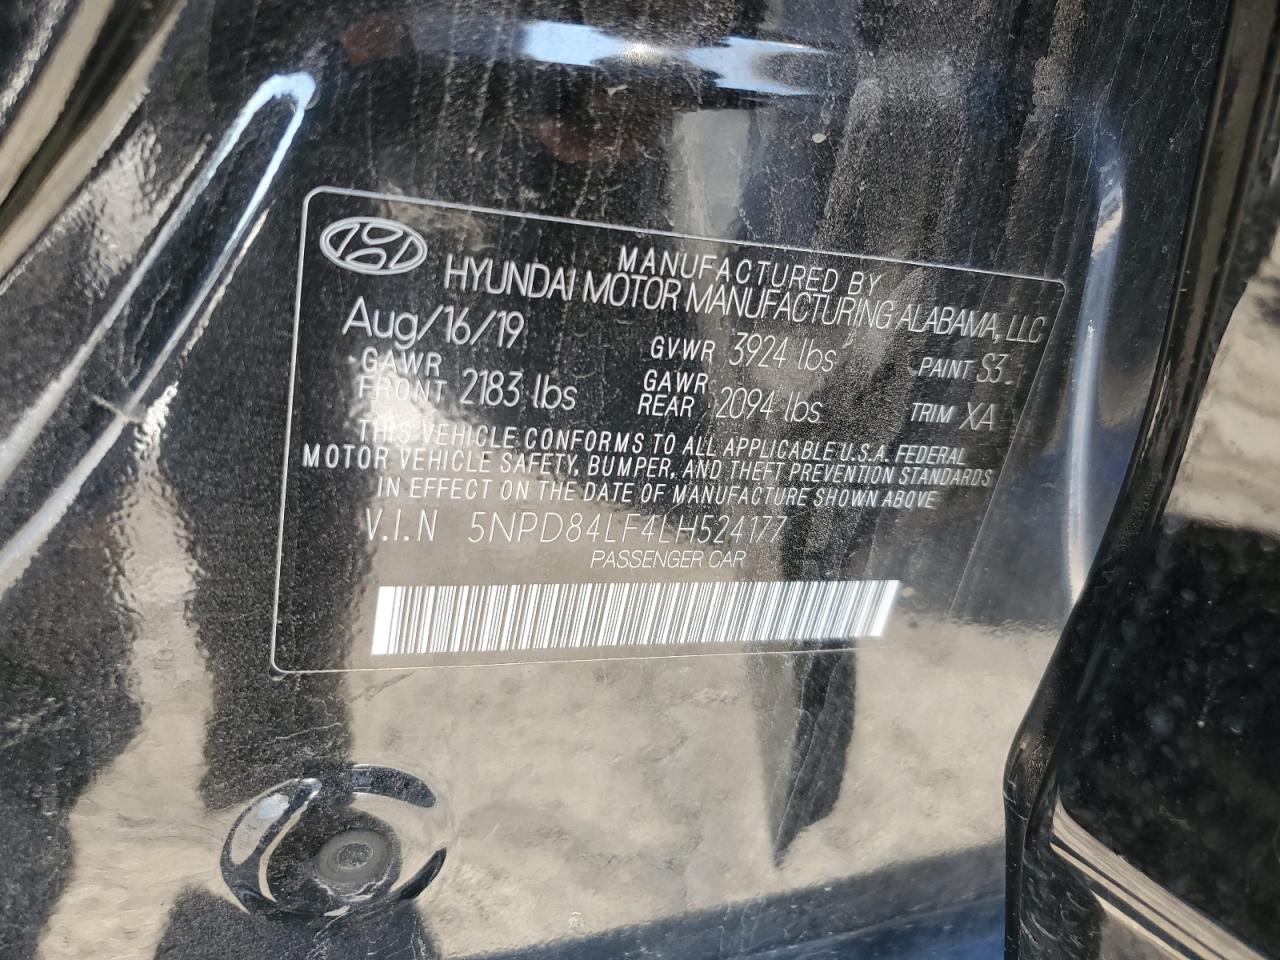 MANUFACTURED BY
HYUNDAI MOTOR MANUFACTURING ALABAMA, LLC
Aug/16/19 GVWR 3924 lbs PAINT S3
GAWR FRONT 2183 lbs GAWR REAR 2094 lbs TRIM XA
THIS VEHICLE CONFORMS TO ALL APPLICABLE U.S.A. FEDERAL
MOTOR VEHICLE SAFETY, BUMPER, AND THEFT PREVENTION STANDARDS
IN EFFECT ON THE DATE OF MANUFACTURE SHOWN ABOVE
V.I.N 5NPD84LF4LH524177
PASSENGER CAR